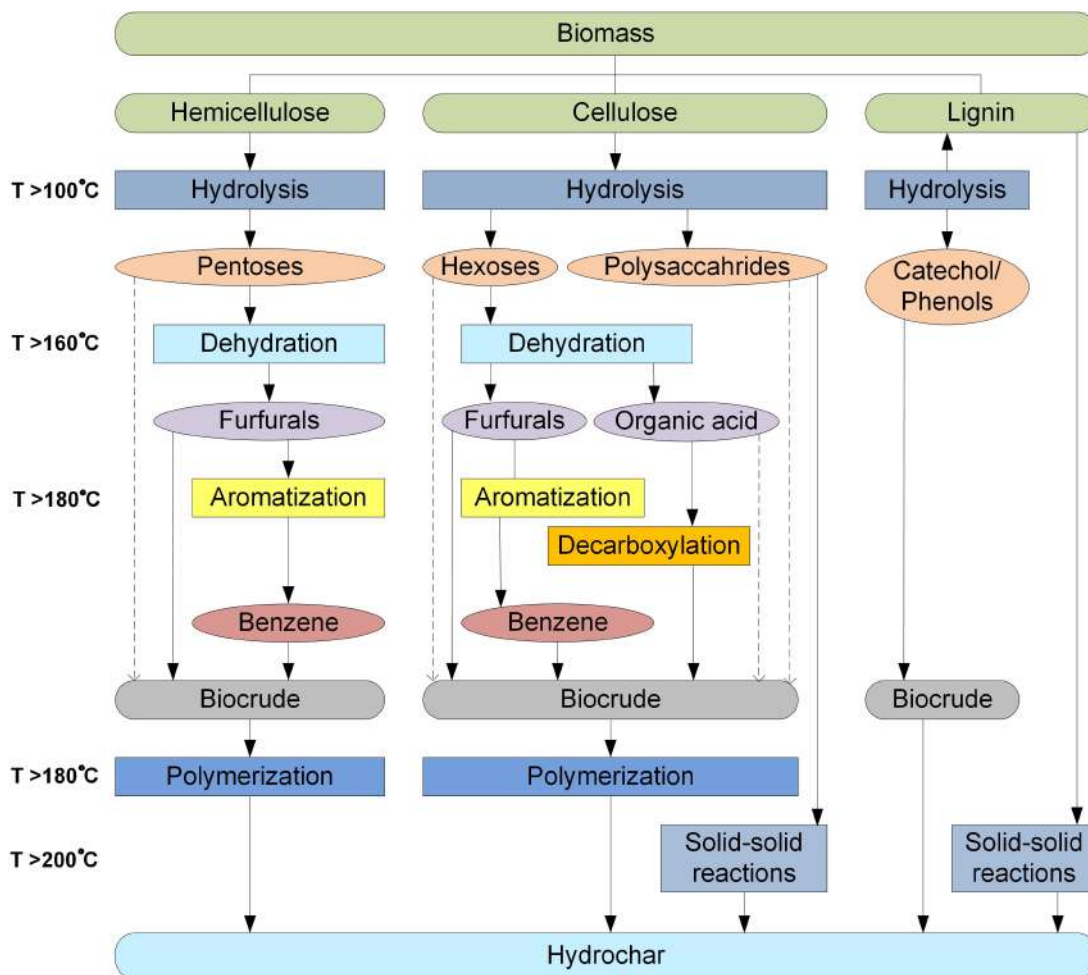 Biomass
Hemicellulose
Cellulose
Lignin
T >100°C
Hydrolysis
Hydrolysis
Hydrolysis
Pentoses
Hexoses
Polysaccahrides
Catechol/
Phenols
T >160°C
Dehydration
Dehydration
Furfurals
Furfurals
Organic acid
T >180°C
Aromatization
Aromatization
Decarboxylation
Benzene
Benzene
Biocrude
Biocrude
Biocrude
T >180°C
Polymerization
Polymerization
T >200°C
Solid-solid
reactions
Solid-solid
reactions
Hydrochar